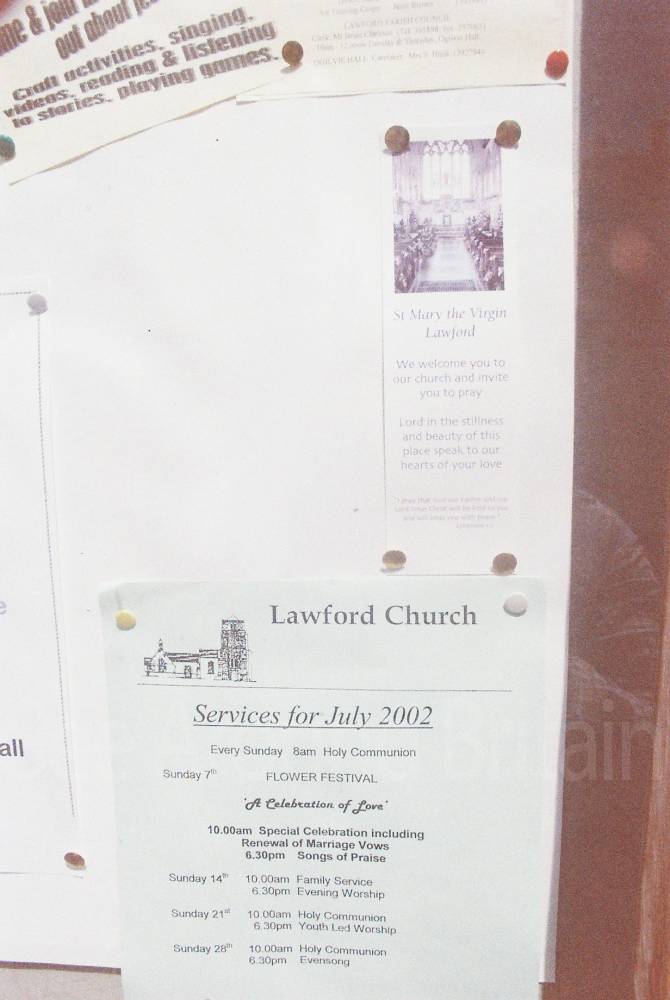 out about je
Craft activities, singing,
videos, reading & listening
to stories, playing games.
LAWFORD PARISH COUNCIL
OGILVIE HALL
St Mary the Virgin
Lawford
We welcome you to
our church and invite
you to pray
Lord in the stillness
and beauty of this
place speak to our
hearts of your love
all
Lawford Church
Services for July 2002
Every Sunday 8am Holy Communion
Sunday 7th FLOWER FESTIVAL
'A Celebration of Love'
10.00am Special Celebration including
Renewal of Marriage Vows
6.30pm Songs of Praise
Sunday 14th 10.00am Family Service
6.30pm Evening Worship
Sunday 21st 10.00am Holy Communion
6.30pm Youth Led Worship
Sunday 28th 10.00am Holy Communion
6.30pm Evensong